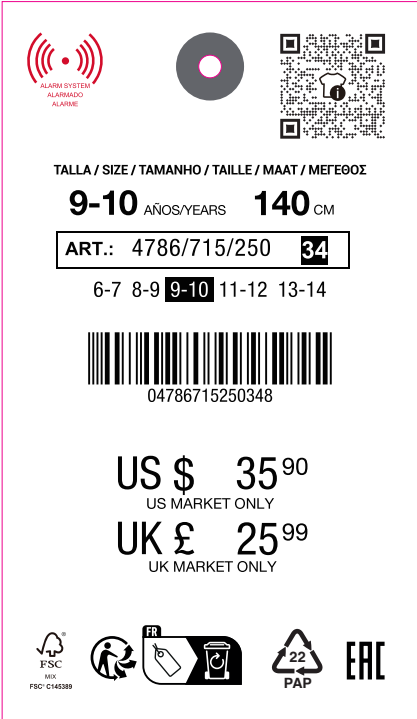 ALARM SYSTEM
ALARMADO
ALARME
TALLA / SIZE / TAMANHO / TAILLE / MAAT / ΜΕΓΕΘΟΣ
9-10 AÑOS/YEARS 140 CM
ART.: 4786/715/250 34
6-7 8-9 9-10 11-12 13-14
04786715250348
US $ 35 90
US MARKET ONLY
UK £ 25 99
UK MARKET ONLY
FR
FSC®
MIX
FSC® C145389
22
PAP
EAC